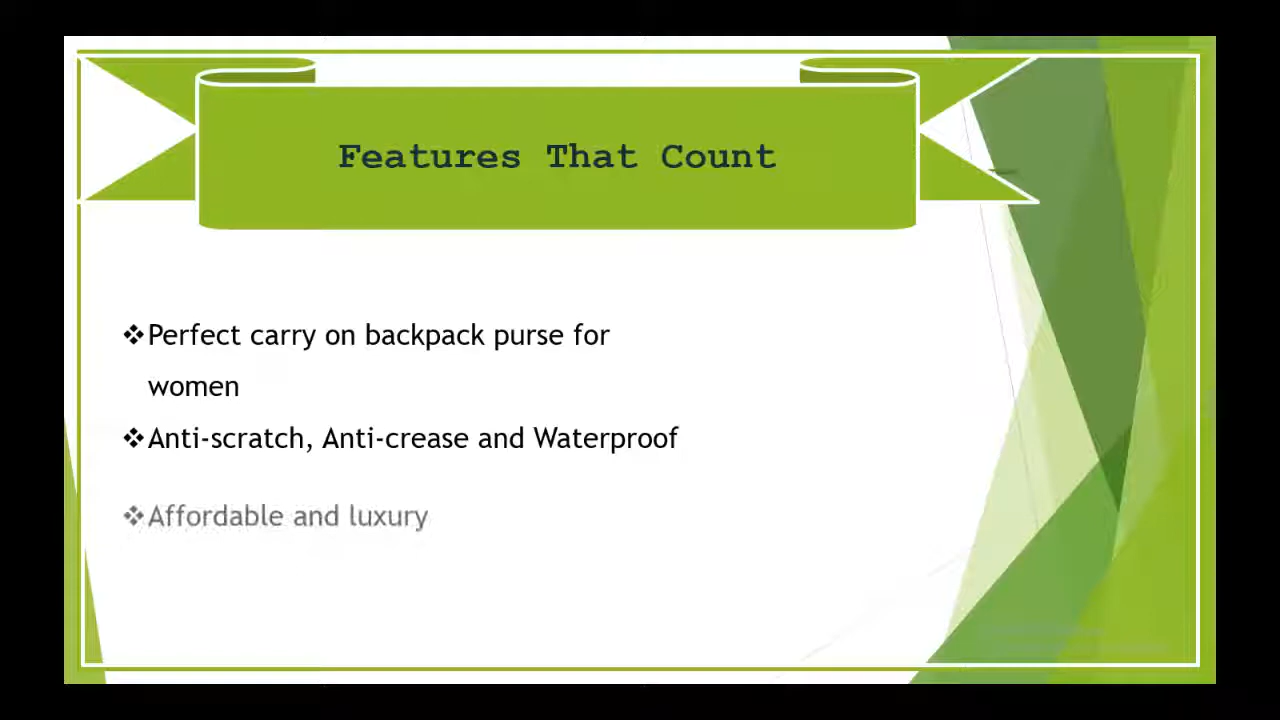 Features That Count
❖Perfect carry on backpack purse for
women
❖Anti-scratch, Anti-crease and Waterproof
❖Affordable and luxury